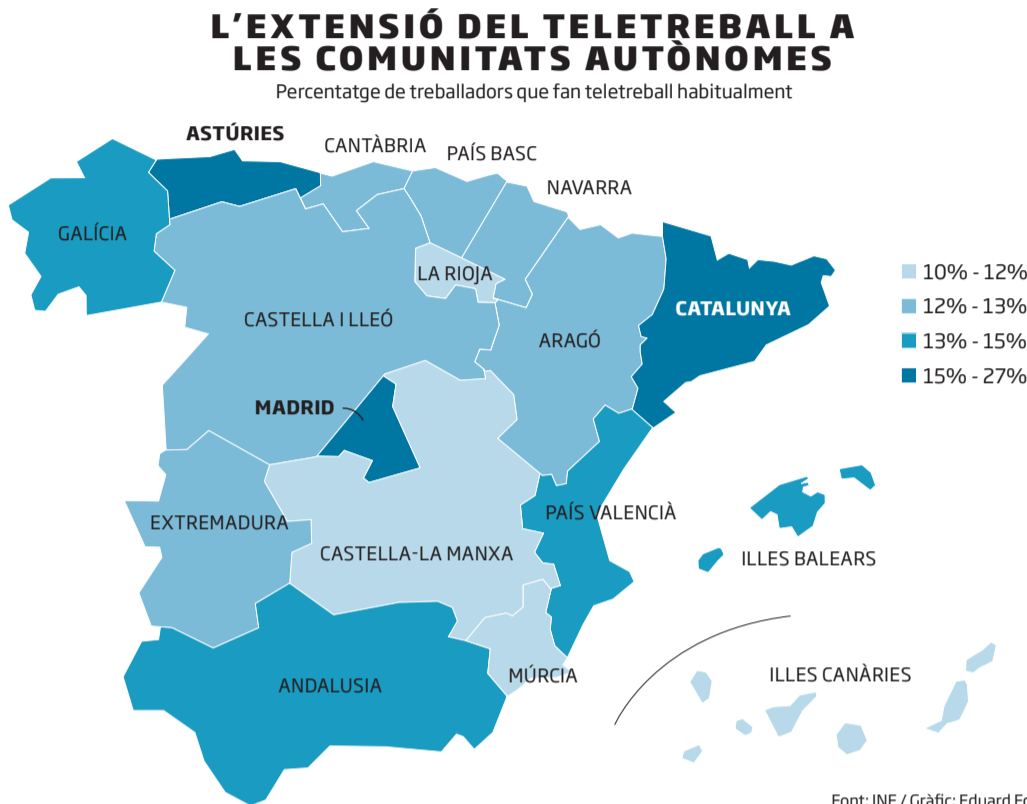 L'EXTENSIÓ DEL TELETREBALL A
LES COMUNITATS AUTÒNOMES
Percentatge de treballadors que fan teletreball habitualment
ASTÚRIES
CANTÀBRIA
PAÍS BASC
NAVARRA
GALÍCIA
LA RIOJA
10% - 12%
12% - 13%
13% - 15%
15% - 27%
CASTELLA I LLEÓ
ARAGÓ
CATALUNYA
MADRID
EXTREMADURA
PAÍS VALENCIÀ
CASTELLA-LA MANXA
ILLES BALEARS
ANDALUSIA
MÚRCIA
ILLES CANÀRIES
Font: INE / Gràfic: Eduard